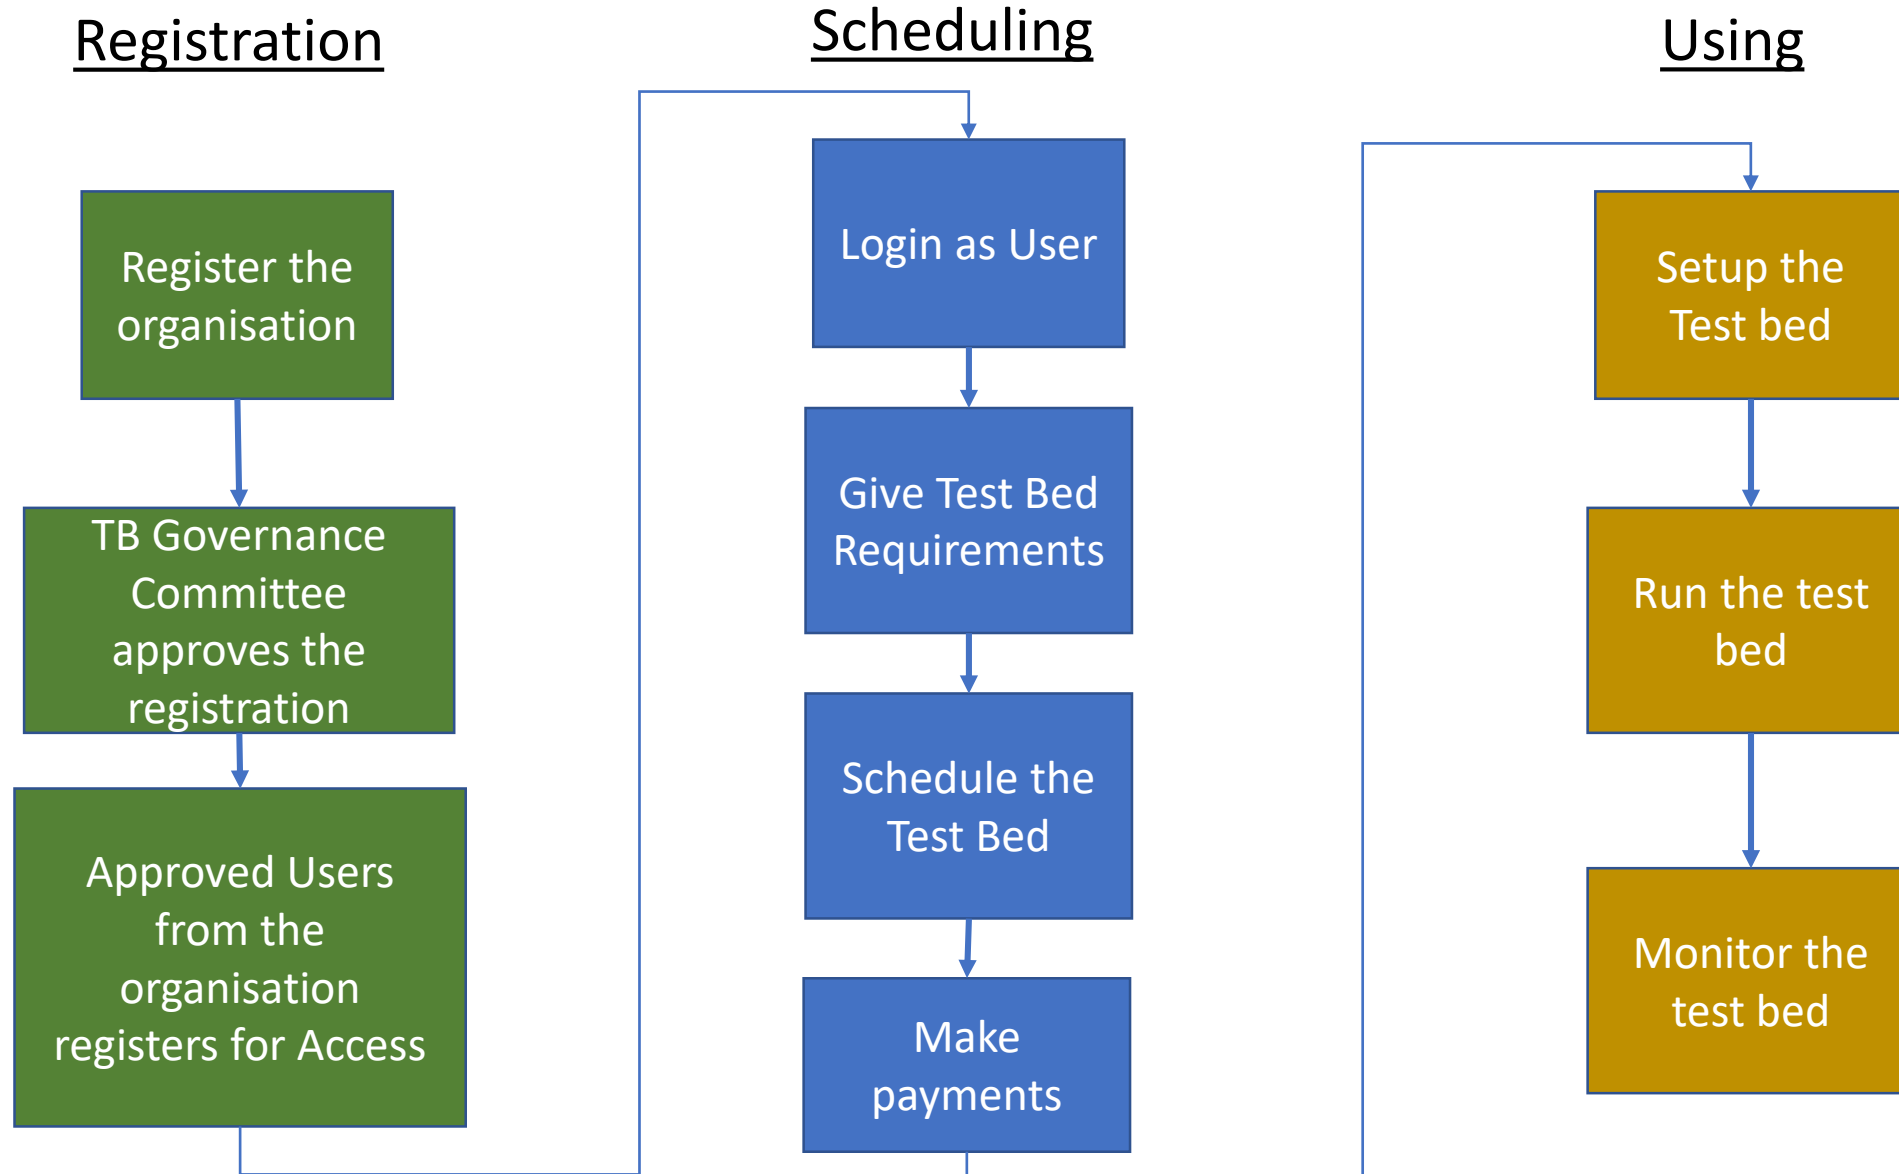 Registration
Register the
organisation
TB Governance
Committee
approves the
registration
Approved Users
from the
organisation
registers for Access
Scheduling
Login as User
Give Test Bed
Requirements
Schedule the
Test Bed
Make
payments
Using
Setup the
Test bed
Run the test
bed
Monitor the
test bed